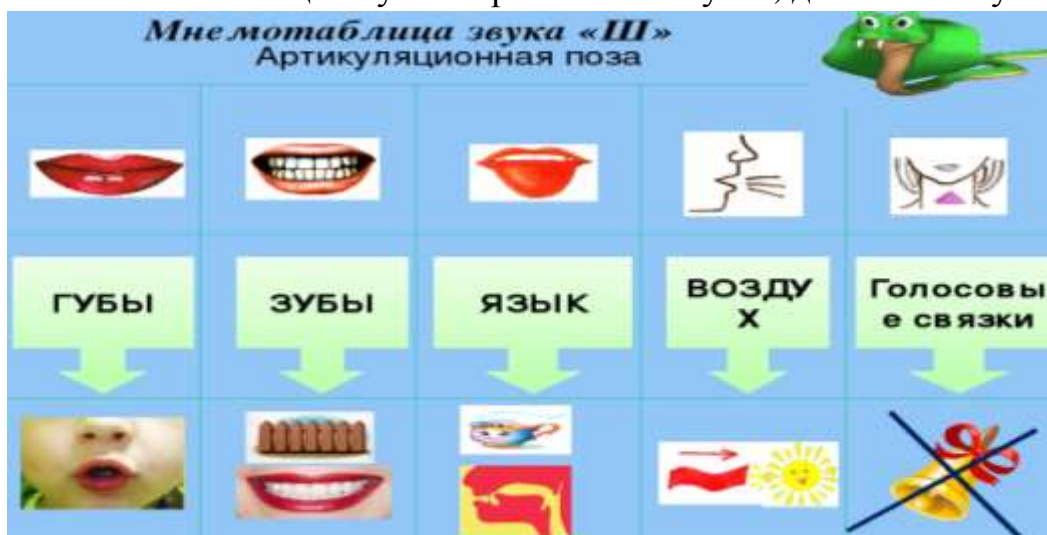 Мнемотаблица звука «Ш»
Артикуляционная поза
ГУБЫ
ЗУБЫ
ЯЗЫК
ВОЗДУ
Х
Голосовы
е связки